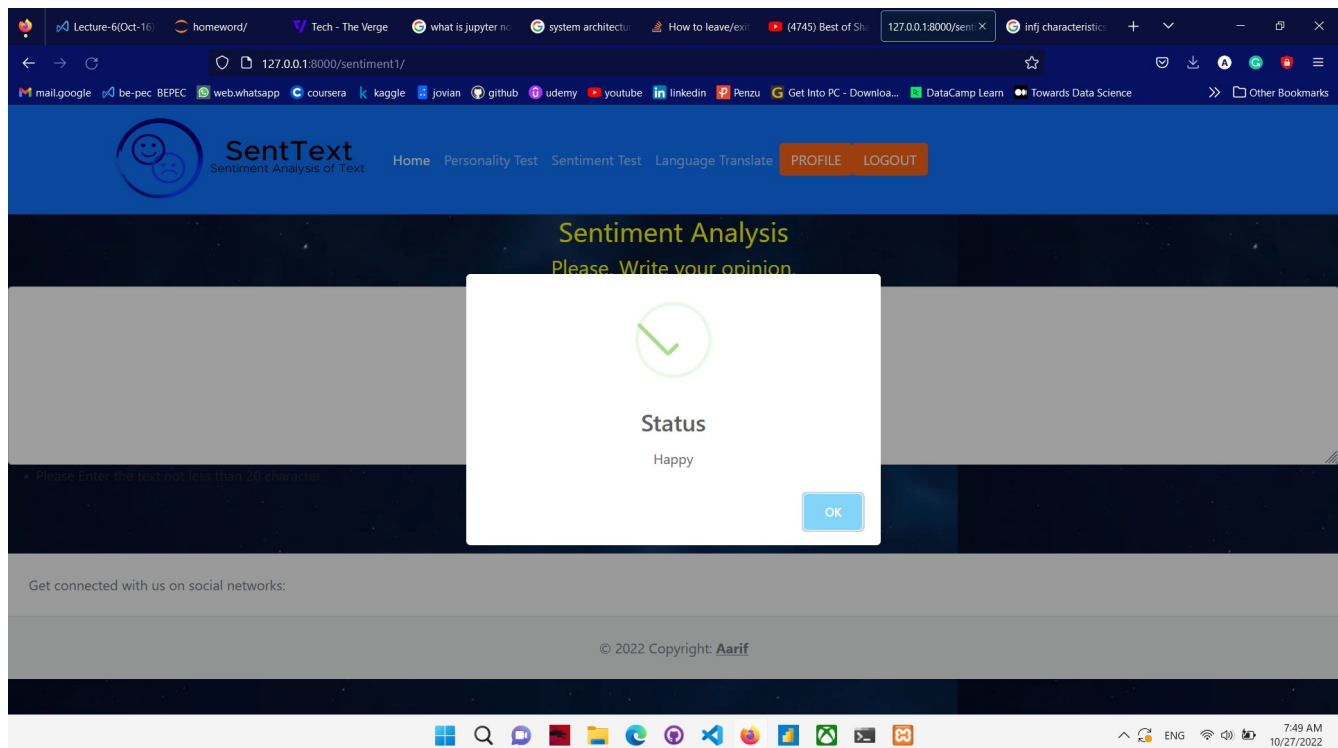 Lecture-6(Oct-16)
homeword/
Tech - The Verge
what is jupyter no
system architectur
How to leave/exit
(4745) Best of Sha
127.0.0.1:8000/senti
infj characteristics
127.0.0.1:8000/sentiment1/
mail.google
be-pec BEPEC
web.whatsapp
coursera
kaggle
jovian
github
udemy
youtube
linkedin
Penzu
Get Into PC - Downloa...
DataCamp Learn
Towards Data Science
Other Bookmarks
SentText
Sentiment Analysis of Text
Home
Personality Test
Sentiment Test
Language Translate
PROFILE
LOGOUT
Sentiment Analysis
Please, Write your opinion.
Status
Happy
OK
Please Enter the text not less than 20 character.
Get connected with us on social networks:
© 2022 Copyright: Aarif
ENG
7:49 AM
10/27/2022